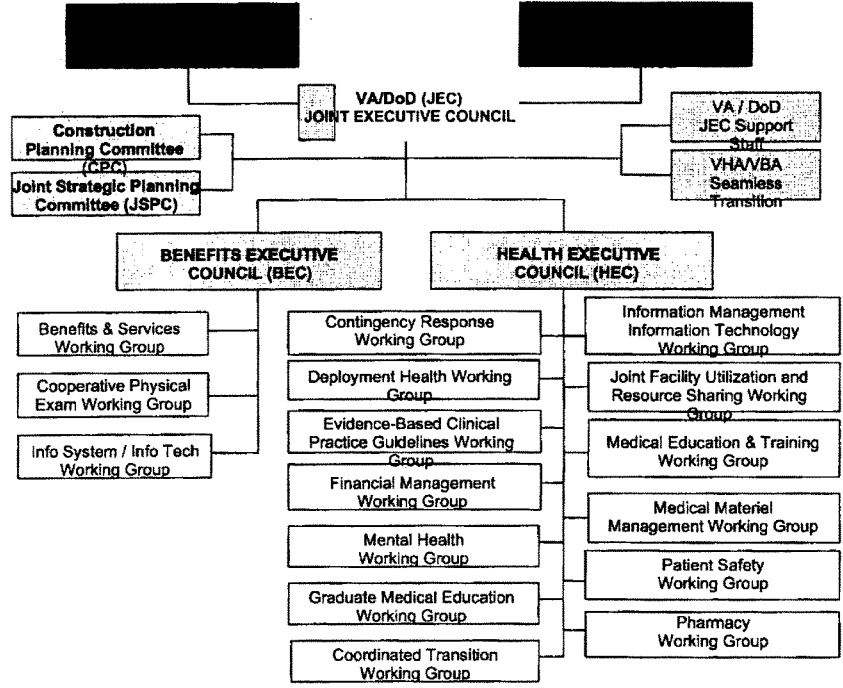 VA/DoD (JEC)
JOINT EXECUTIVE COUNCIL
Construction
Planning Committee
(CPC)
Joint Strategic Planning
Committee (JSPC)
VA / DoD
JEC Support
Staff
VHA/VBA
Seamless
Transition
BENEFITS EXECUTIVE
COUNCIL (BEC)
HEALTH EXECUTIVE
COUNCIL (HEC)
Benefits & Services
Working Group
Cooperative Physical
Exam Working Group
Info System / Info Tech
Working Group
Contingency Response
Working Group
Deployment Health Working
Group
Evidence-Based Clinical
Practice Guidelines Working
Group
Financial Management
Working Group
Mental Health
Working Group
Graduate Medical Education
Working Group
Coordinated Transition
Working Group
Information Management
Information Technology
Working Group
Joint Facility Utilization and
Resource Sharing Working
Group
Medical Education & Training
Working Group
Medical Materiel
Management Working Group
Patient Safety
Working Group
Pharmacy
Working Group